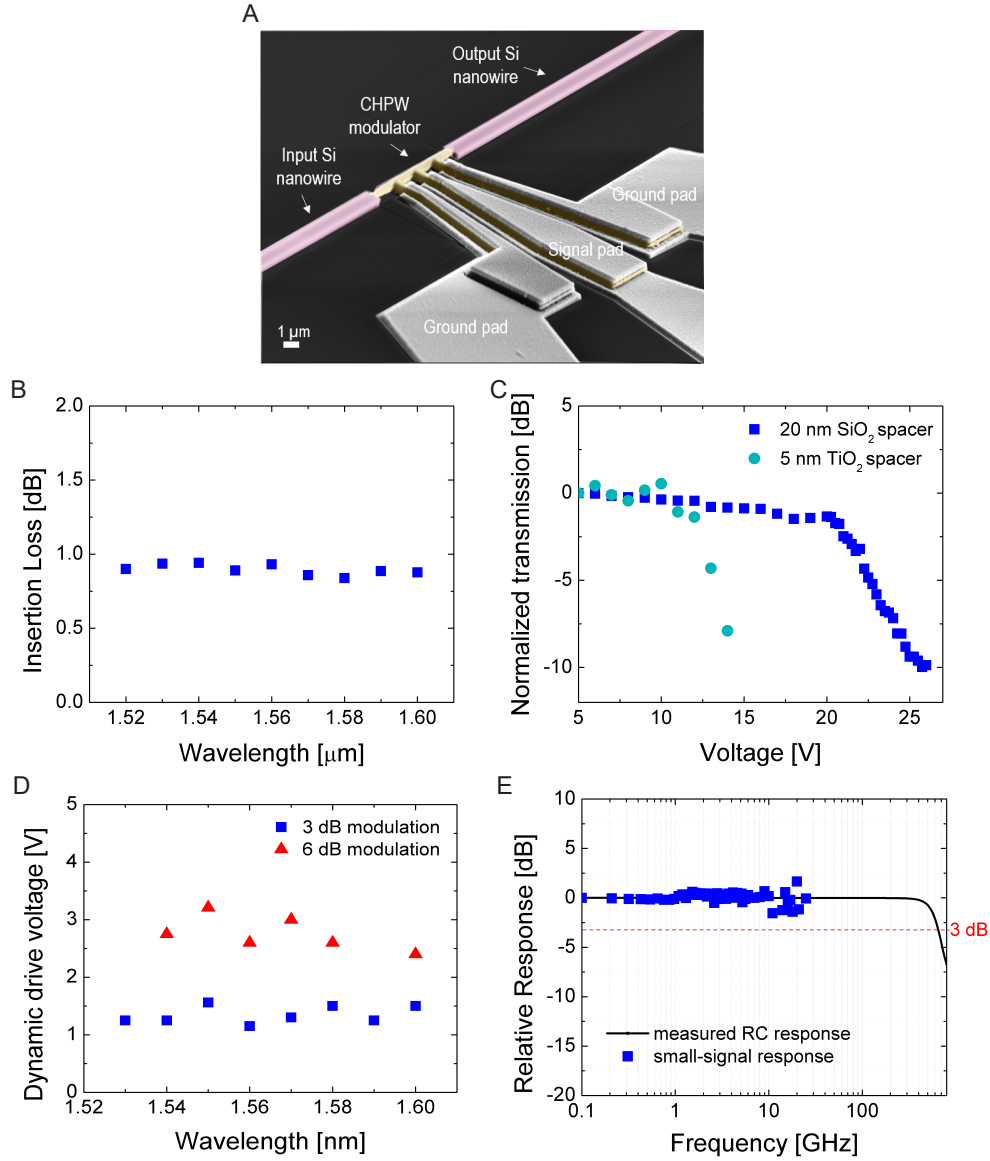 A
Output Si
nanowire
CHPW
modulator
Input Si
nanowire
Ground pad
Signal pad
Ground pad
1 µm
B
2.0
1.5
1.0
0.5
0.0
Insertion Loss [dB]
1.52 1.54 1.56 1.58 1.60
Wavelength [μm]
C
5
0
-5
-10
Normalized transmission [dB]
20 nm SiO2 spacer
5 nm TiO2 spacer
5 10 15 20 25
Voltage [V]
D
5
4
3
2
1
0
Dynamic drive voltage [V]
3 dB modulation
6 dB modulation
1.52 1.54 1.56 1.58 1.60
Wavelength [nm]
E
10
5
0
-5
-10
-15
-20
Relative Response [dB]
3 dB
measured RC response
small-signal response
0.1 1 10 100
Frequency [GHz]